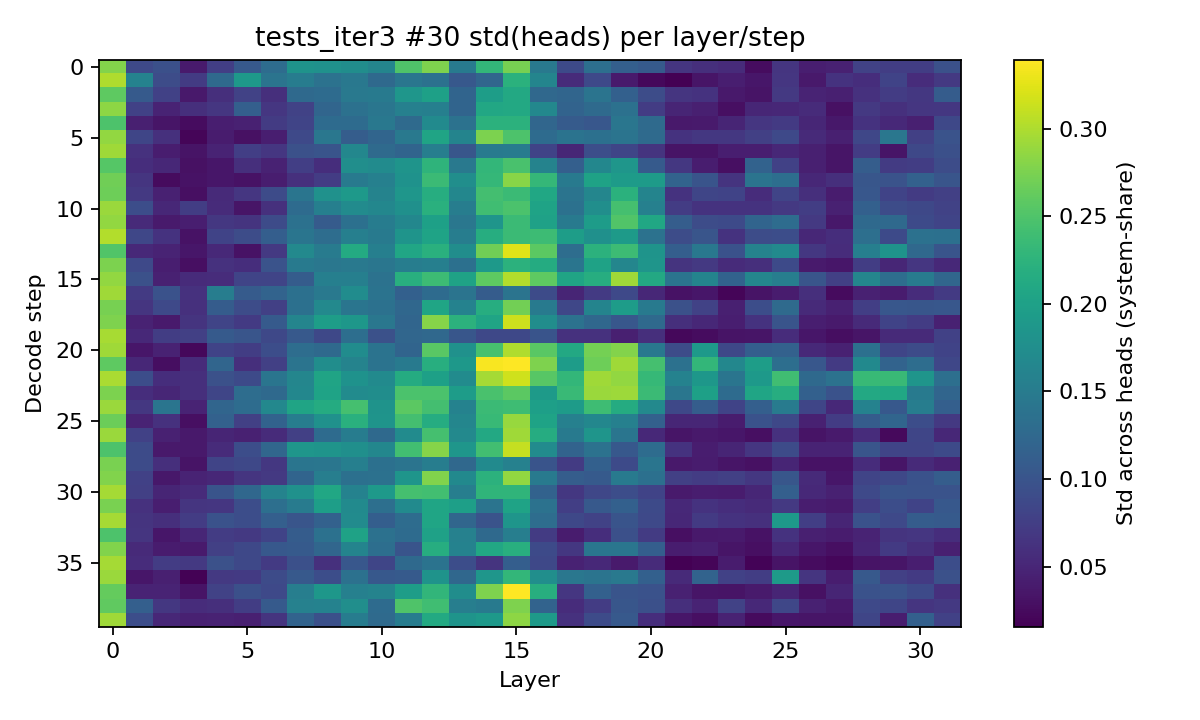 tests_iter3 #30 std(heads) per layer/step
0
5
10
15
20
25
30
35
Decode step
0 5 10 15 20 25 30
Layer
0.30
0.25
0.20
0.15
0.10
0.05
Std across heads (system-share)